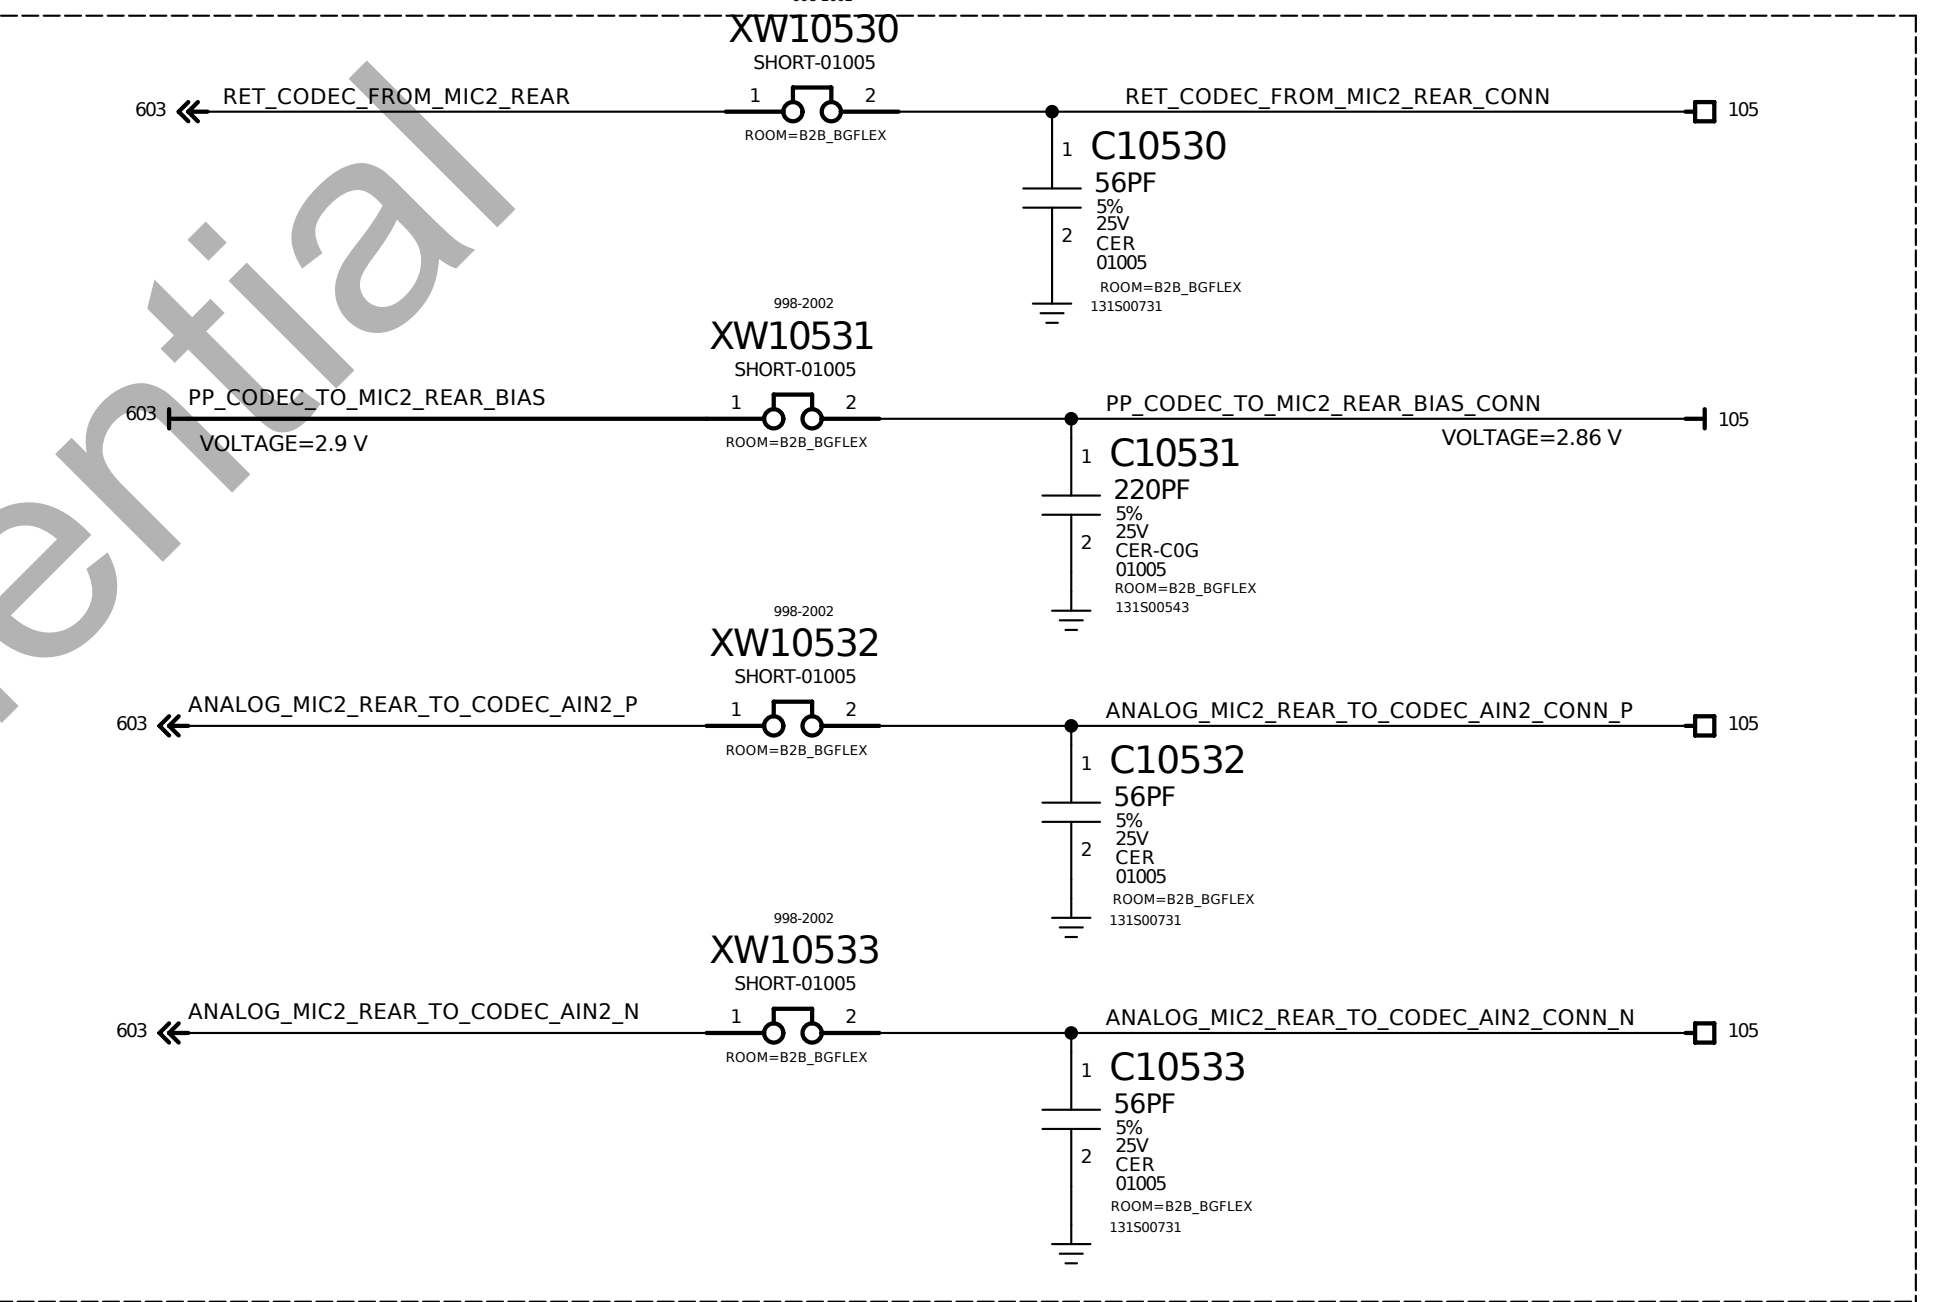 XW10530
SHORT-01005
603 RET_CODEC_FROM_MIC2_REAR 1 2 RET_CODEC_FROM_MIC2_REAR_CONN 105
ROOM=B2B_BGFLEX
1 C10530
56PF
5%
25V
2
CER
01005
ROOM=B2B_BGFLEX
131S00731
998-2002
XW10531
SHORT-01005
603 PP_CODEC_TO_MIC2_REAR_BIAS 1 2 PP_CODEC_TO_MIC2_REAR_BIAS_CONN 105
VOLTAGE=2.9 V ROOM=B2B_BGFLEX VOLTAGE=2.86 V
1 C10531
220PF
5%
25V
2
CER-C0G
01005
ROOM=B2B_BGFLEX
131S00543
998-2002
XW10532
SHORT-01005
603 ANALOG_MIC2_REAR_TO_CODEC_AIN2_P 1 2 ANALOG_MIC2_REAR_TO_CODEC_AIN2_CONN_P 105
ROOM=B2B_BGFLEX
1 C10532
56PF
5%
25V
2
CER
01005
ROOM=B2B_BGFLEX
131S00731
998-2002
XW10533
SHORT-01005
603 ANALOG_MIC2_REAR_TO_CODEC_AIN2_N 1 2 ANALOG_MIC2_REAR_TO_CODEC_AIN2_CONN_N 105
ROOM=B2B_BGFLEX
1 C10533
56PF
5%
25V
2
CER
01005
ROOM=B2B_BGFLEX
131S00731
ential